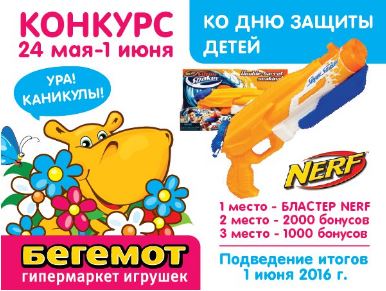 КОНКУРС
24 мая-1 июня
КО ДНЮ ЗАЩИТЫ
ДЕТЕЙ
УРА!
КАНИКУЛЫ!
NERF
1 место - БЛАСТЕР NERF
2 место - 2000 бонусов
3 место - 1000 бонусов
Бегемот
гипермаркет игрушек
Подведение итогов
1 июня 2016 г.